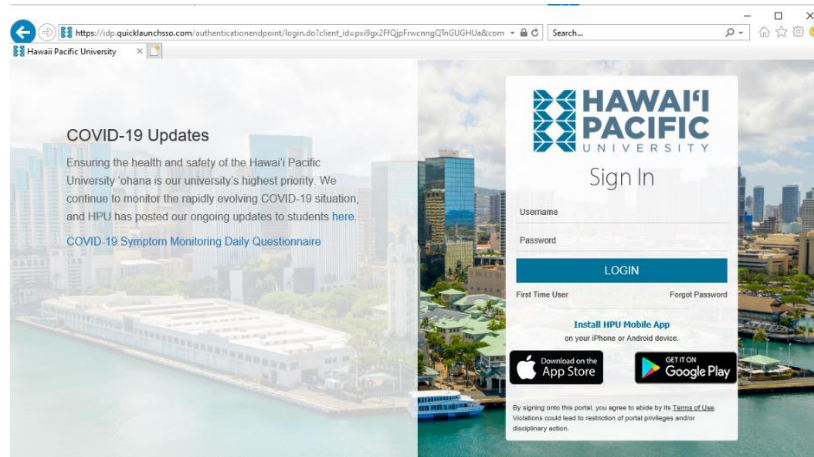 https://idp.quicklaunchsso.com/authenticationendpoint/login.do?
Search...
Hawaii Pacific University
COVID-19 Updates
Ensuring the health and safety of the Hawai'i Pacific
University 'ohana is our university's highest priority. We
continue to monitor the rapidly evolving COVID-19 situation,
and HPU has posted our ongoing updates to students here.
COVID-19 Symptom Monitoring Daily Questionnaire
HAWAI'I
PACIFIC
UNIVERSITY
Sign In
Username
Password
LOGIN
First Time User
Forgot Password
Install HPU Mobile App
on your iPhone or Android device.
Download on the
App Store
GET IT ON
Google Play
By signing onto this portal, you agree to abide by its Terms of Use.
Violations could lead to restriction of portal privileges and/or
disciplinary action.